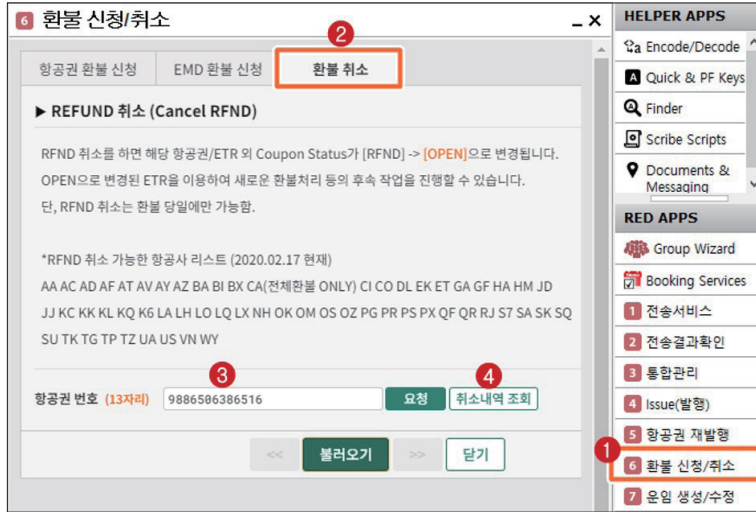 6 환불 신청/취소
2
항공권 환불 신청 EMD 환불 신청 환불 취소
▶ REFUND 취소 (Cancel RFND)
RFND 취소를 하면 해당 항공권/ETR 외 Coupon Status가 [RFND] -> [OPEN]으로 변경됩니다.
OPEN으로 변경된 ETR을 이용하여 새로운 환불처리 등의 후속 작업을 진행할 수 있습니다.
단, RFND 취소는 환불 당일에만 가능함.
*RFND 취소 가능한 항공사 리스트 (2020.02.17 현재)
AA AC AD AF AT AV AY AZ BA BI BX CA(전체환불 ONLY) CI CO DL EK ET GA GF HA HM JD
JJ KC KK KL KQ K6 LA LH LO LQ LX NH OK OM OS OZ PG PR PS PX QF QR RJ S7 SA SK SQ
SU TK TG TP TZ UA US VN WY
3 4
항공권 번호 (13자리) 9886506386516 요청 취소내역 조회
<< 불러오기 >> 닫기
HELPER APPS
Encode/Decode
Quick & PF Keys
Finder
Scribe Scripts
Documents &
Messaging
RED APPS
Group Wizard
Booking Services
1 전송서비스
2 전송결과확인
3 통합관리
4 Issue(발행)
5 항공권 재발행
1
6 환불 신청/취소
7 운임 생성/수정